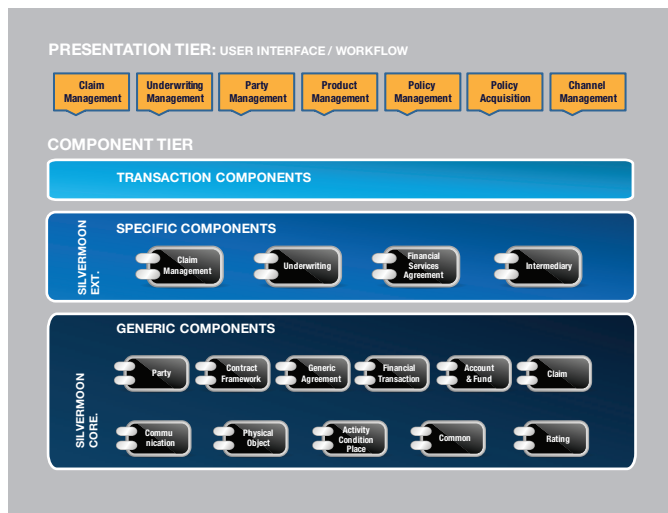 PRESENTATION TIER: USER INTERFACE / WORKFLOW
Claim
Management
Underwriting
Management
Party
Management
Product
Management
Policy
Management
Policy
Acquisition
Channel
Management
COMPONENT TIER
TRANSACTION COMPONENTS
SILVERMOON
EXT.
SPECIFIC COMPONENTS
Claim
Management
Underwriting
Financial
Services
Agreement
Intermediary
SILVERMOON
CORE.
GENERIC COMPONENTS
Party
Contract
Framework
Generic
Agreement
Financial
Transaction
Account
& Fund
Claim
Commu
nication
Physical
Object
Activity
Condition
Place
Common
Rating